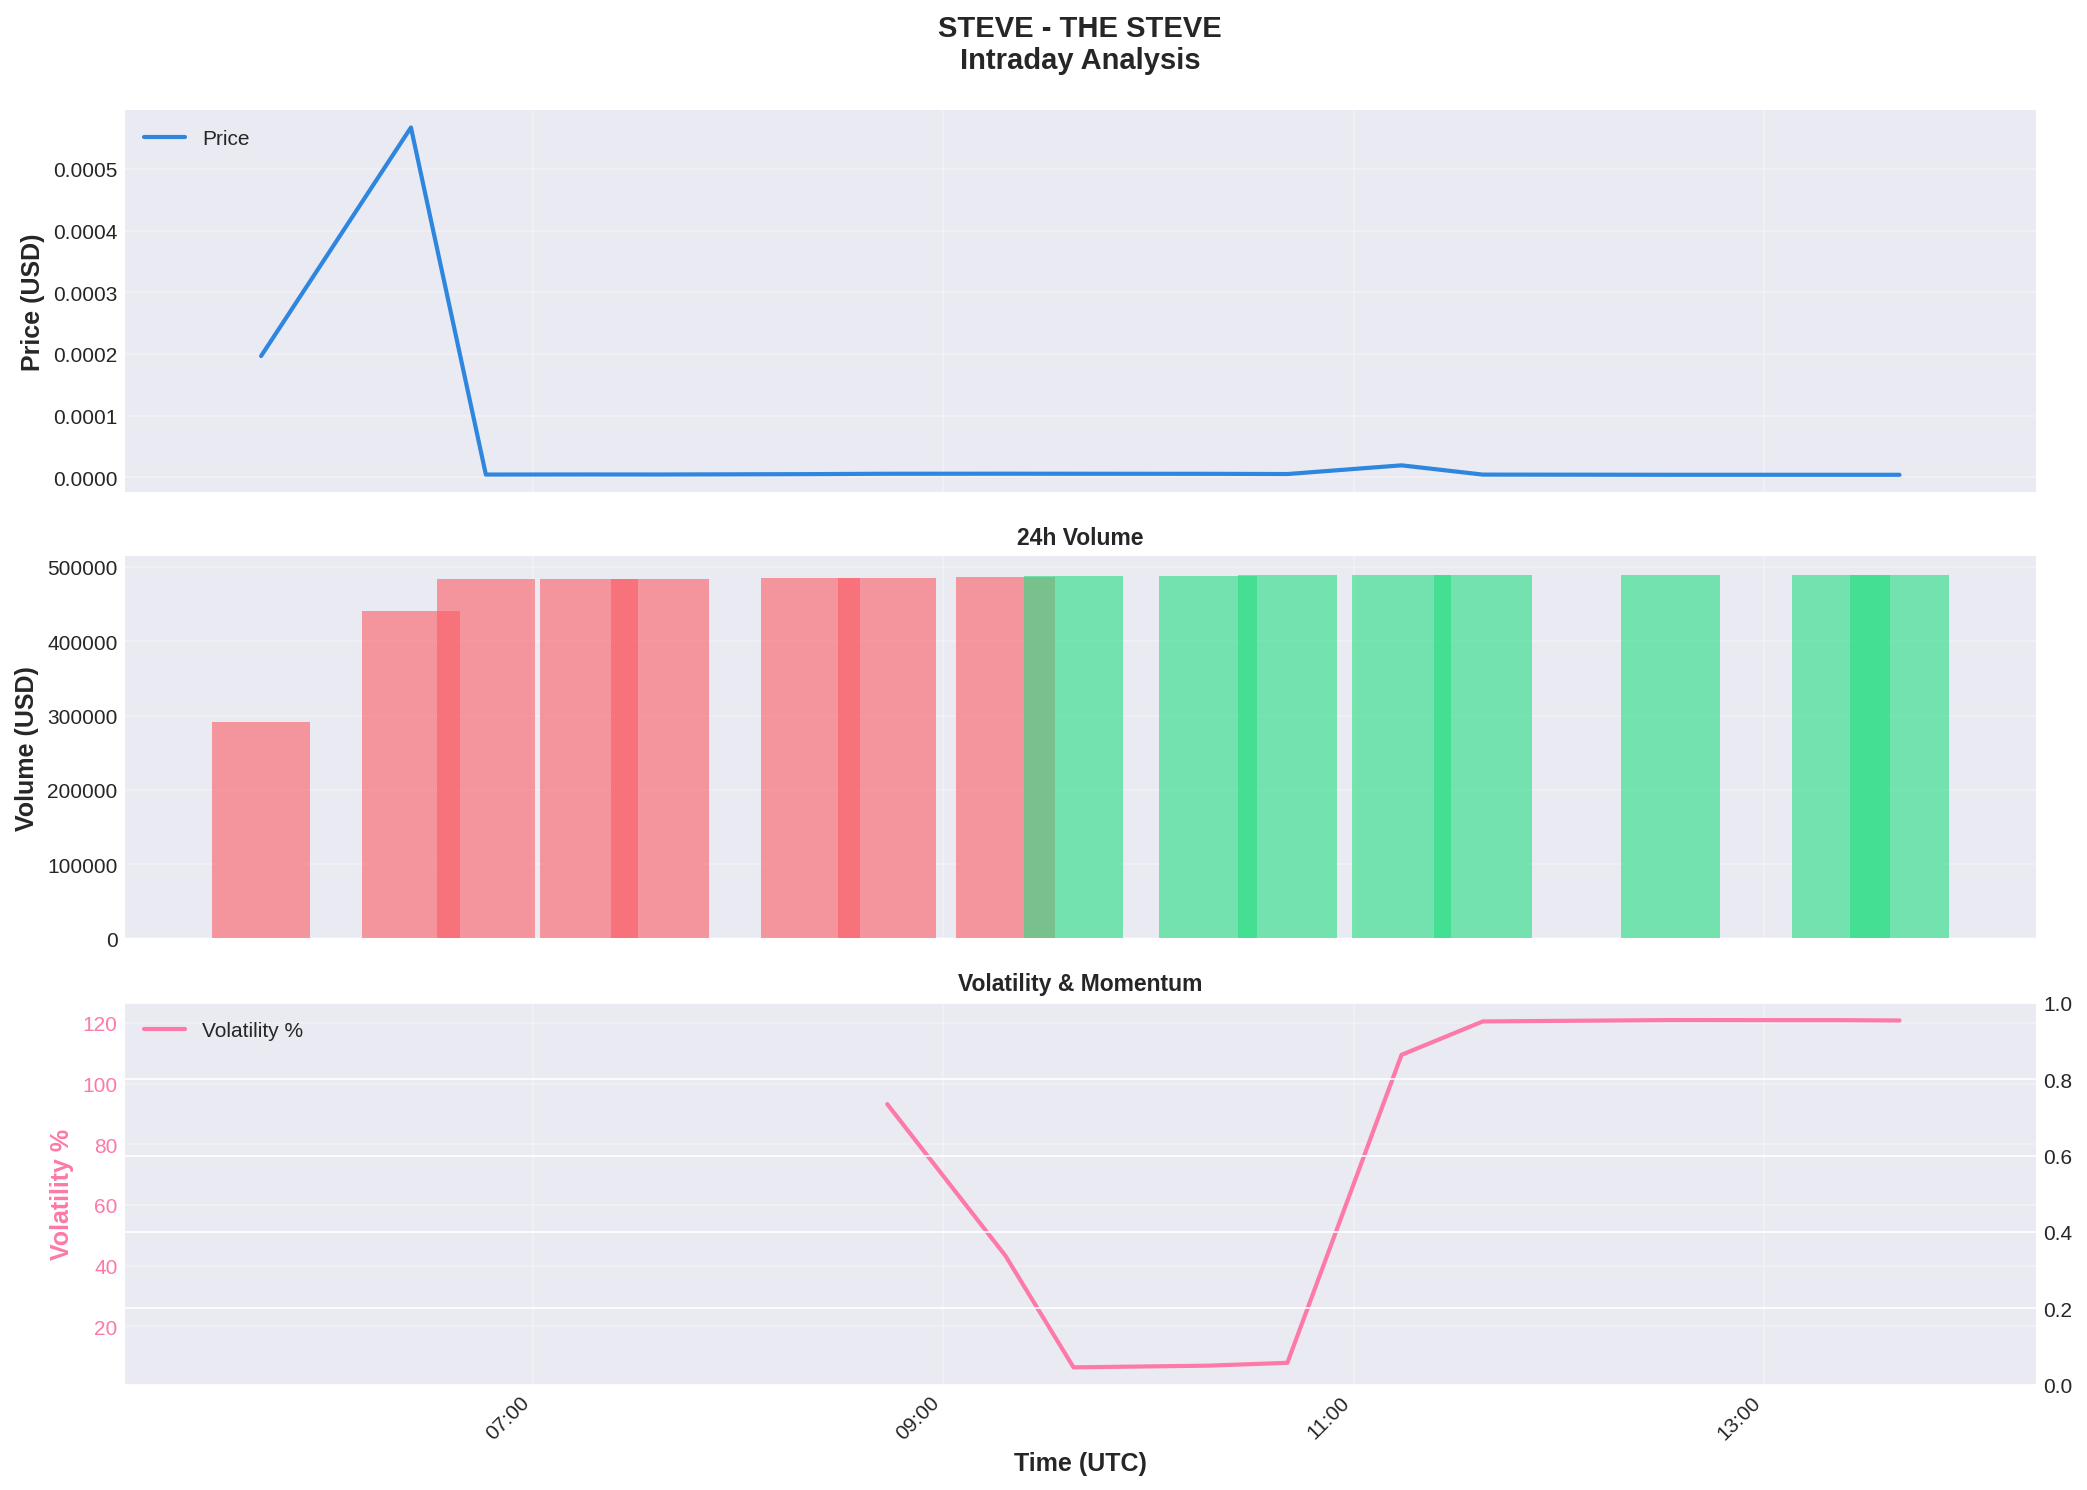 STEVE - THE STEVE
Intraday Analysis
Price
0.0005
0.0004
0.0003
0.0002
0.0001
0.0000
Price (USD)
24h Volume
500000
400000
300000
200000
100000
0
Volume (USD)
Volatility & Momentum
Volatility %
120
100
80
60
40
20
Volatility %
1.0
0.8
0.6
0.4
0.2
0.0
07:00
09:00
11:00
13:00
Time (UTC)